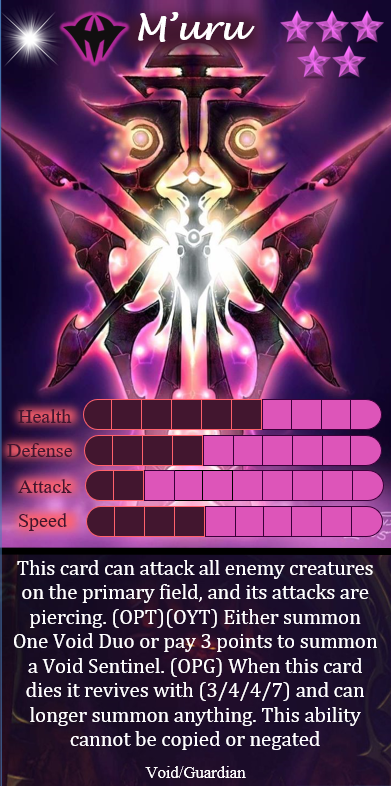 M'uru
Health
Defense
Attack
Speed
This card can attack all enemy creatures
on the primary field, and its attacks are
piercing. (OPT)(OYT) Either summon
One Void Duo or pay 3 points to summon
a Void Sentinel. (OPG) When this card
dies it revives with (3/4/4/7) and can
longer summon anything. This ability
cannot be copied or negated
Void/Guardian